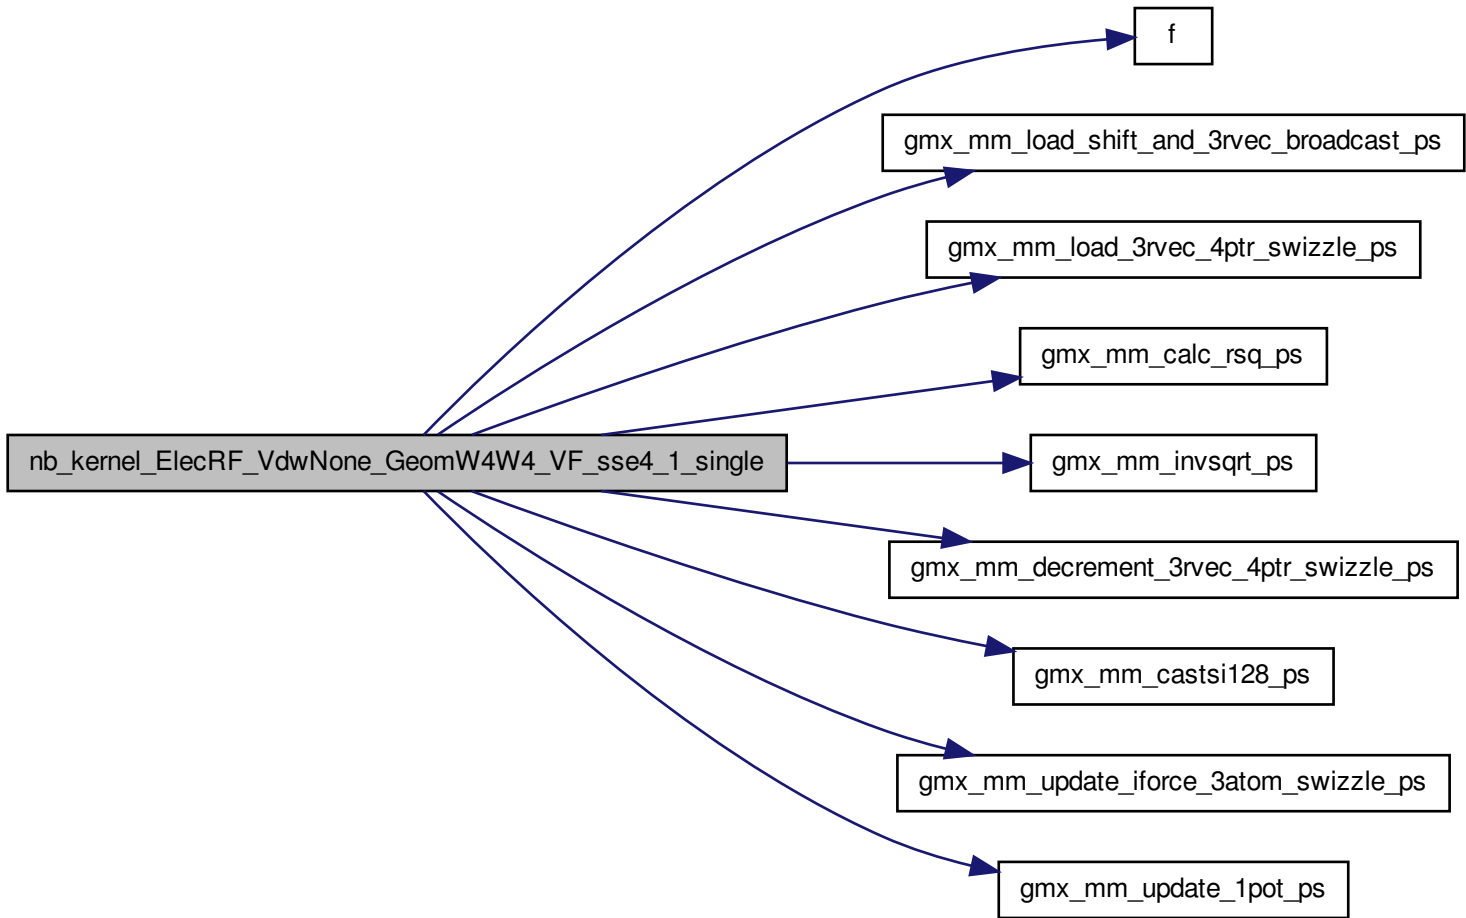 f
gmx_mm_load_shift_and_3rvec_broadcast_ps
gmx_mm_load_3rvec_4ptr_swizzle_ps
gmx_mm_calc_rsq_ps
nb_kernel_ElecRF_VdwNone_GeomW4W4_VF_sse4_1_single
gmx_mm_invsqrt_ps
gmx_mm_decrement_3rvec_4ptr_swizzle_ps
gmx_mm_castsi128_ps
gmx_mm_update_iforce_3atom_swizzle_ps
gmx_mm_update_1pot_ps